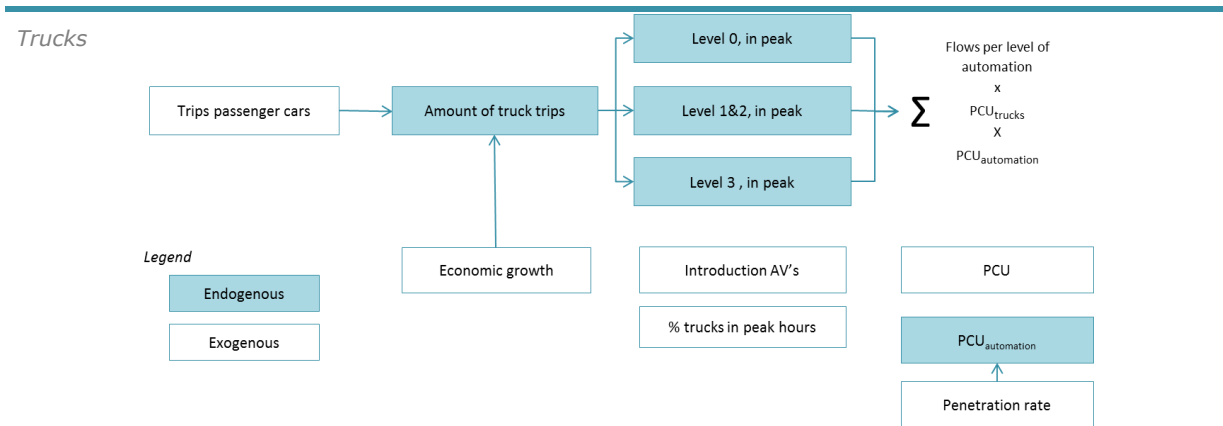 Trucks
Trips passenger cars
Amount of truck trips
Level 0, in peak
Level 1&2, in peak
Level 3 , in peak
Σ
Flows per level of
automation
x
PCUtrucks
X
PCUautomation
Legend
Endogenous
Exogenous
Economic growth
Introduction AV's
% trucks in peak hours
PCU
PCUautomation
Penetration rate